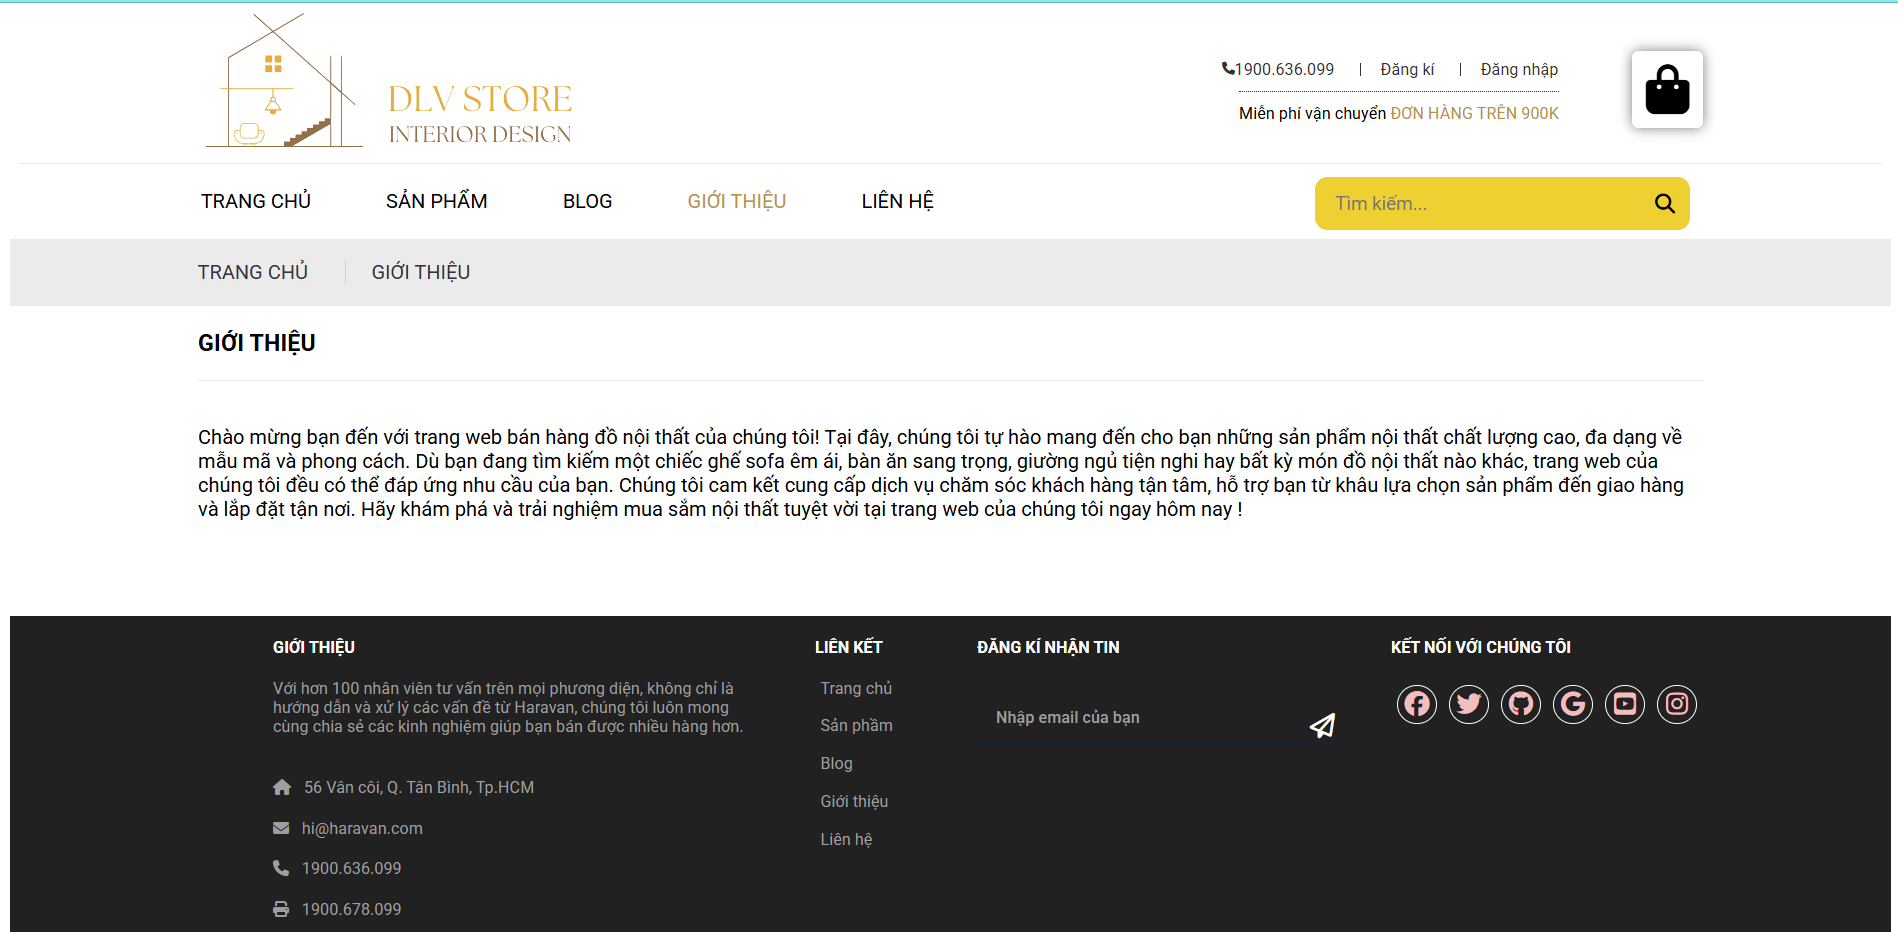 DLV STORE
INTERIOR DESIGN
1900.636.099 | Đăng kí | Đăng nhập
Miễn phí vận chuyển ĐƠN HÀNG TRÊN 900K
TRANG CHỦ SẢN PHẨM BLOG GIỚI THIỆU LIÊN HỆ
Tìm kiếm...
TRANG CHỦ GIỚI THIỆU
GIỚI THIỆU
Chào mừng bạn đến với trang web bán hàng đồ nội thất của chúng tôi! Tại đây, chúng tôi tự hào mang đến cho bạn những sản phẩm nội thất chất lượng cao, đa dạng về
mẫu mã và phong cách. Dù bạn đang tìm kiếm một chiếc ghế sofa êm ái, bàn ăn sang trọng, giường ngủ tiện nghi hay bất kỳ món đồ nội thất nào khác, trang web của
chúng tôi đều có thể đáp ứng nhu cầu của bạn. Chúng tôi cam kết cung cấp dịch vụ chăm sóc khách hàng tận tâm, hỗ trợ bạn từ khâu lựa chọn sản phẩm đến giao hàng
và lắp đặt tận nơi. Hãy khám phá và trải nghiệm mua sắm nội thất tuyệt vời tại trang web của chúng tôi ngay hôm nay !
GIỚI THIỆU
Với hơn 100 nhân viên tư vấn trên mọi phương diện, không chỉ là
hướng dẫn và xử lý các vấn đề từ Haravan, chúng tôi luôn mong
cùng chia sẻ các kinh nghiệm giúp bạn bán được nhiều hàng hơn.
56 Vân côi, Q. Tân Bình, Tp.HCM
hi@haravan.com
1900.636.099
1900.678.099
LIÊN KẾT
Trang chủ
Sản phầm
Blog
Giới thiệu
Liên hệ
ĐĂNG KÍ NHẬN TIN
Nhập email của bạn
KẾT NỐI VỚI CHÚNG TÔI